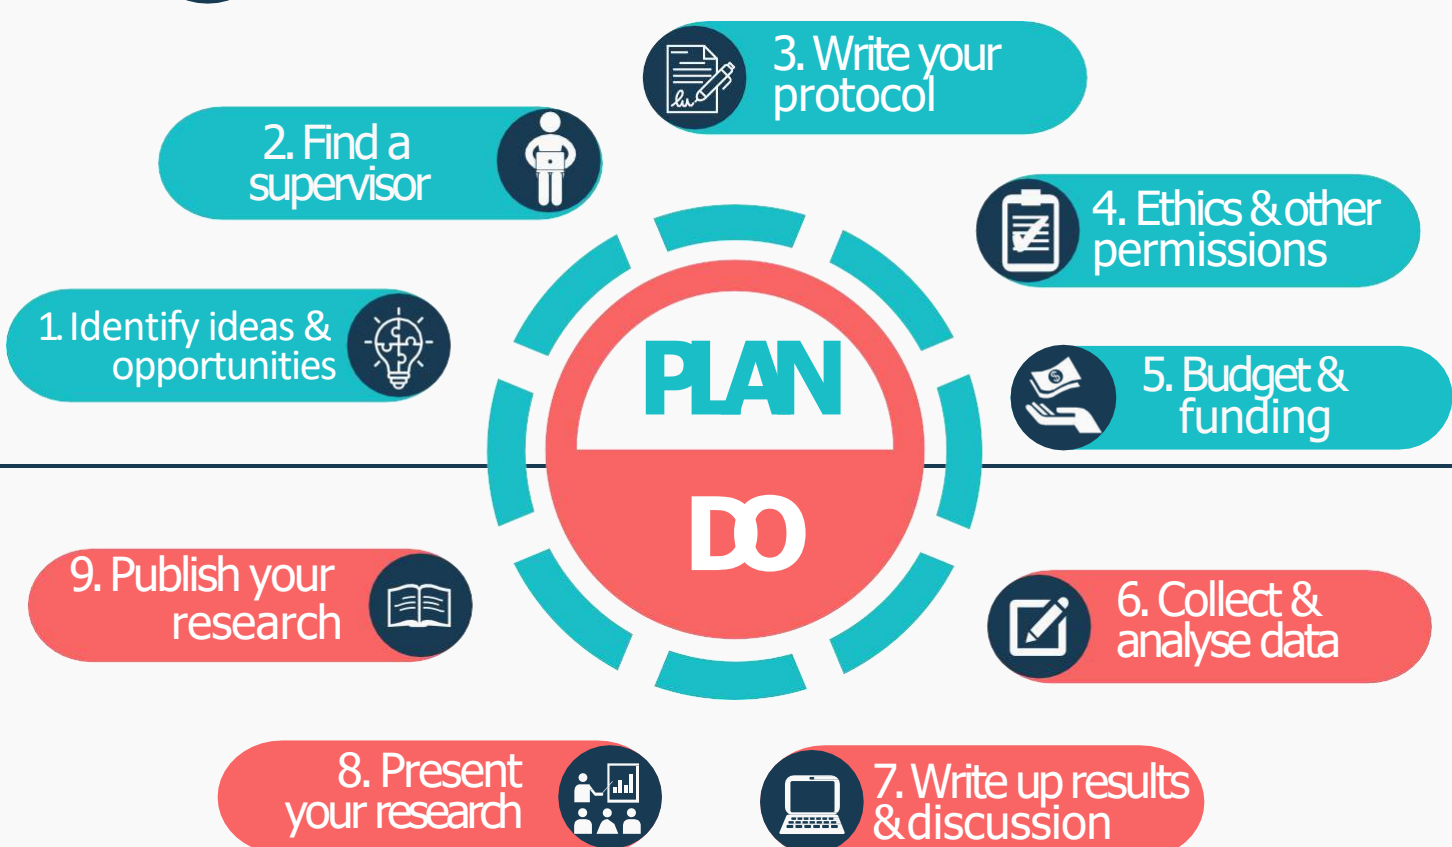 1. Identify ideas &
opportunities
2. Find a
supervisor
3. Write your
protocol
4. Ethics & other
permissions
5. Budget &
funding
PLAN
DO
6. Collect &
analyse data
7. Write up results
& discussion
8. Present
your research
9. Publish your
research